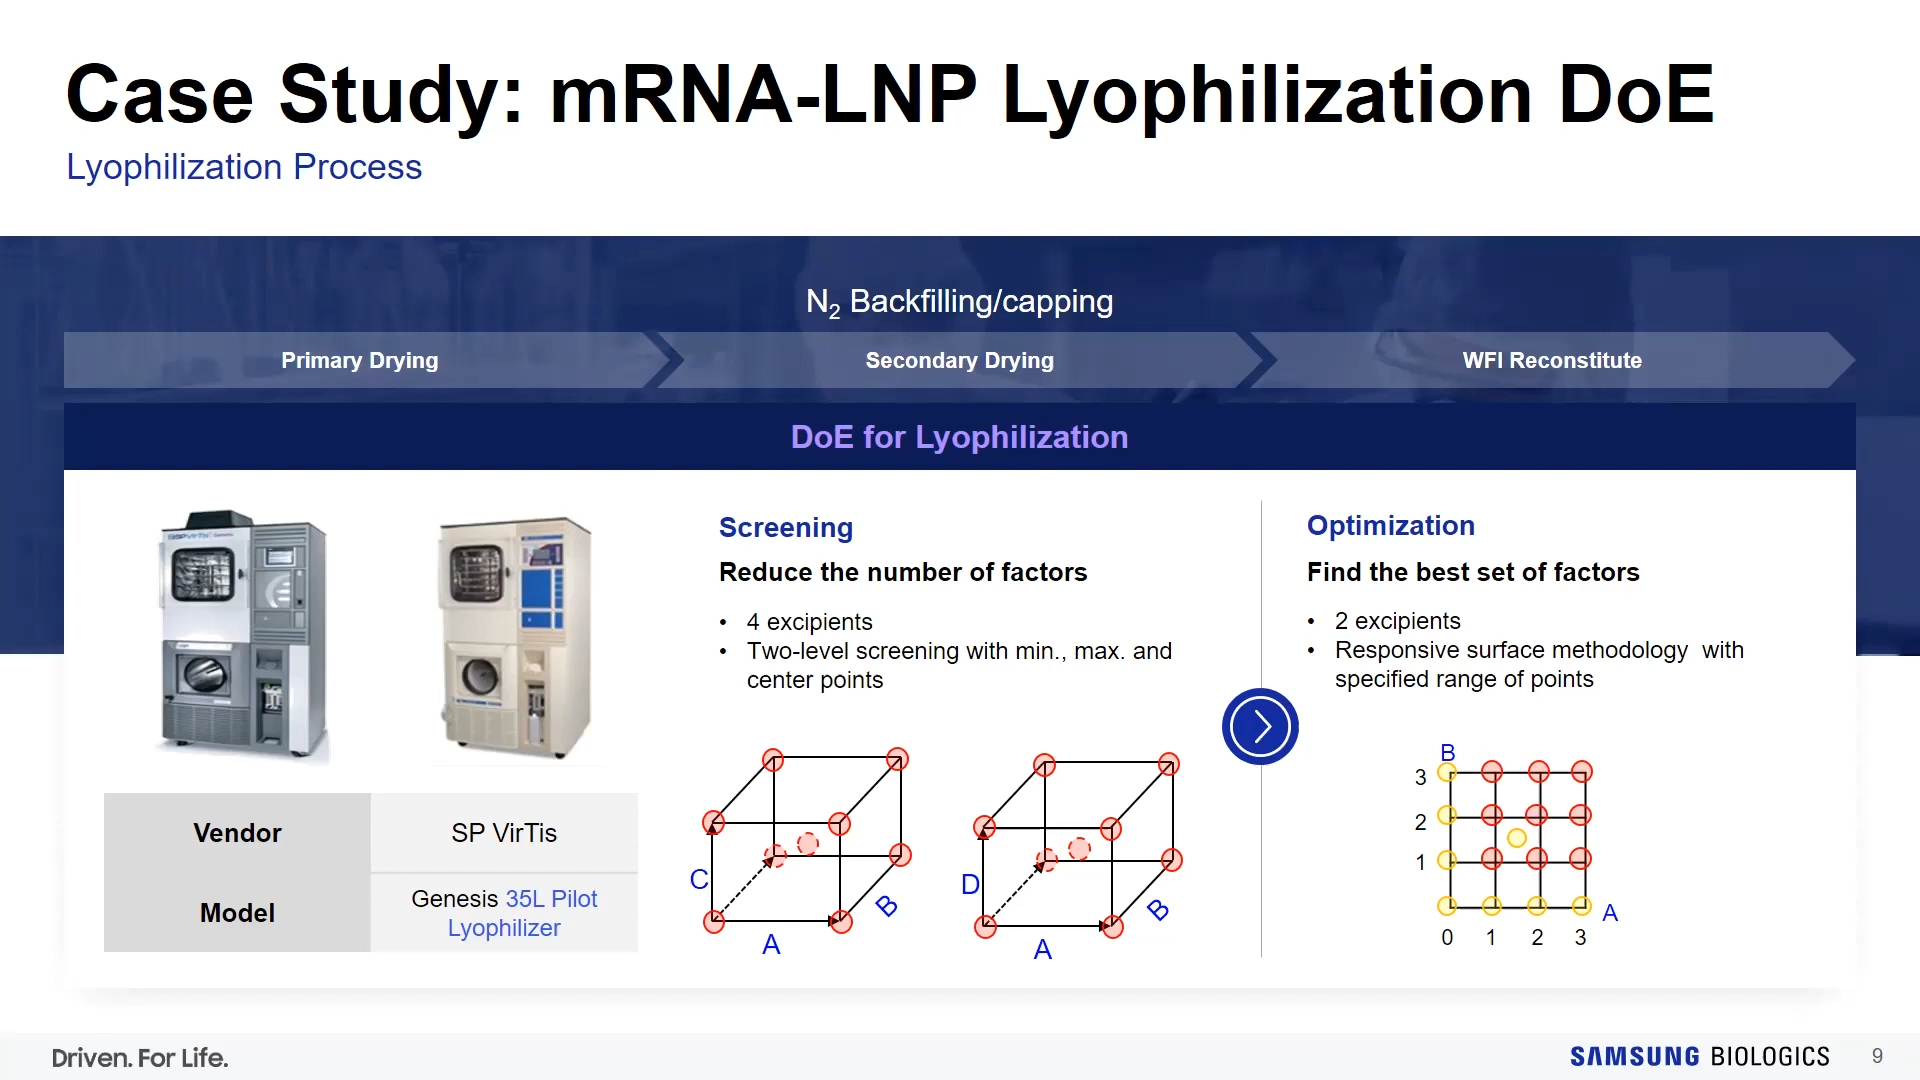 Case Study: mRNA-LNP Lyophilization DoE
Lyophilization Process
N2 Backfilling/capping
Primary Drying
Secondary Drying
WFI Reconstitute
DoE for Lyophilization
SP VirTis
Vendor
SP VirTis
Model
Genesis 35L Pilot
Lyophilizer
Screening
Reduce the number of factors
• 4 excipients
• Two-level screening with min., max. and
center points
C
A
B
D
A
B
Optimization
Find the best set of factors
• 2 excipients
• Responsive surface methodology with
specified range of points
B
3
2
1
A
0 1 2 3
Driven. For Life.
SAMSUNG BIOLOGICS
9